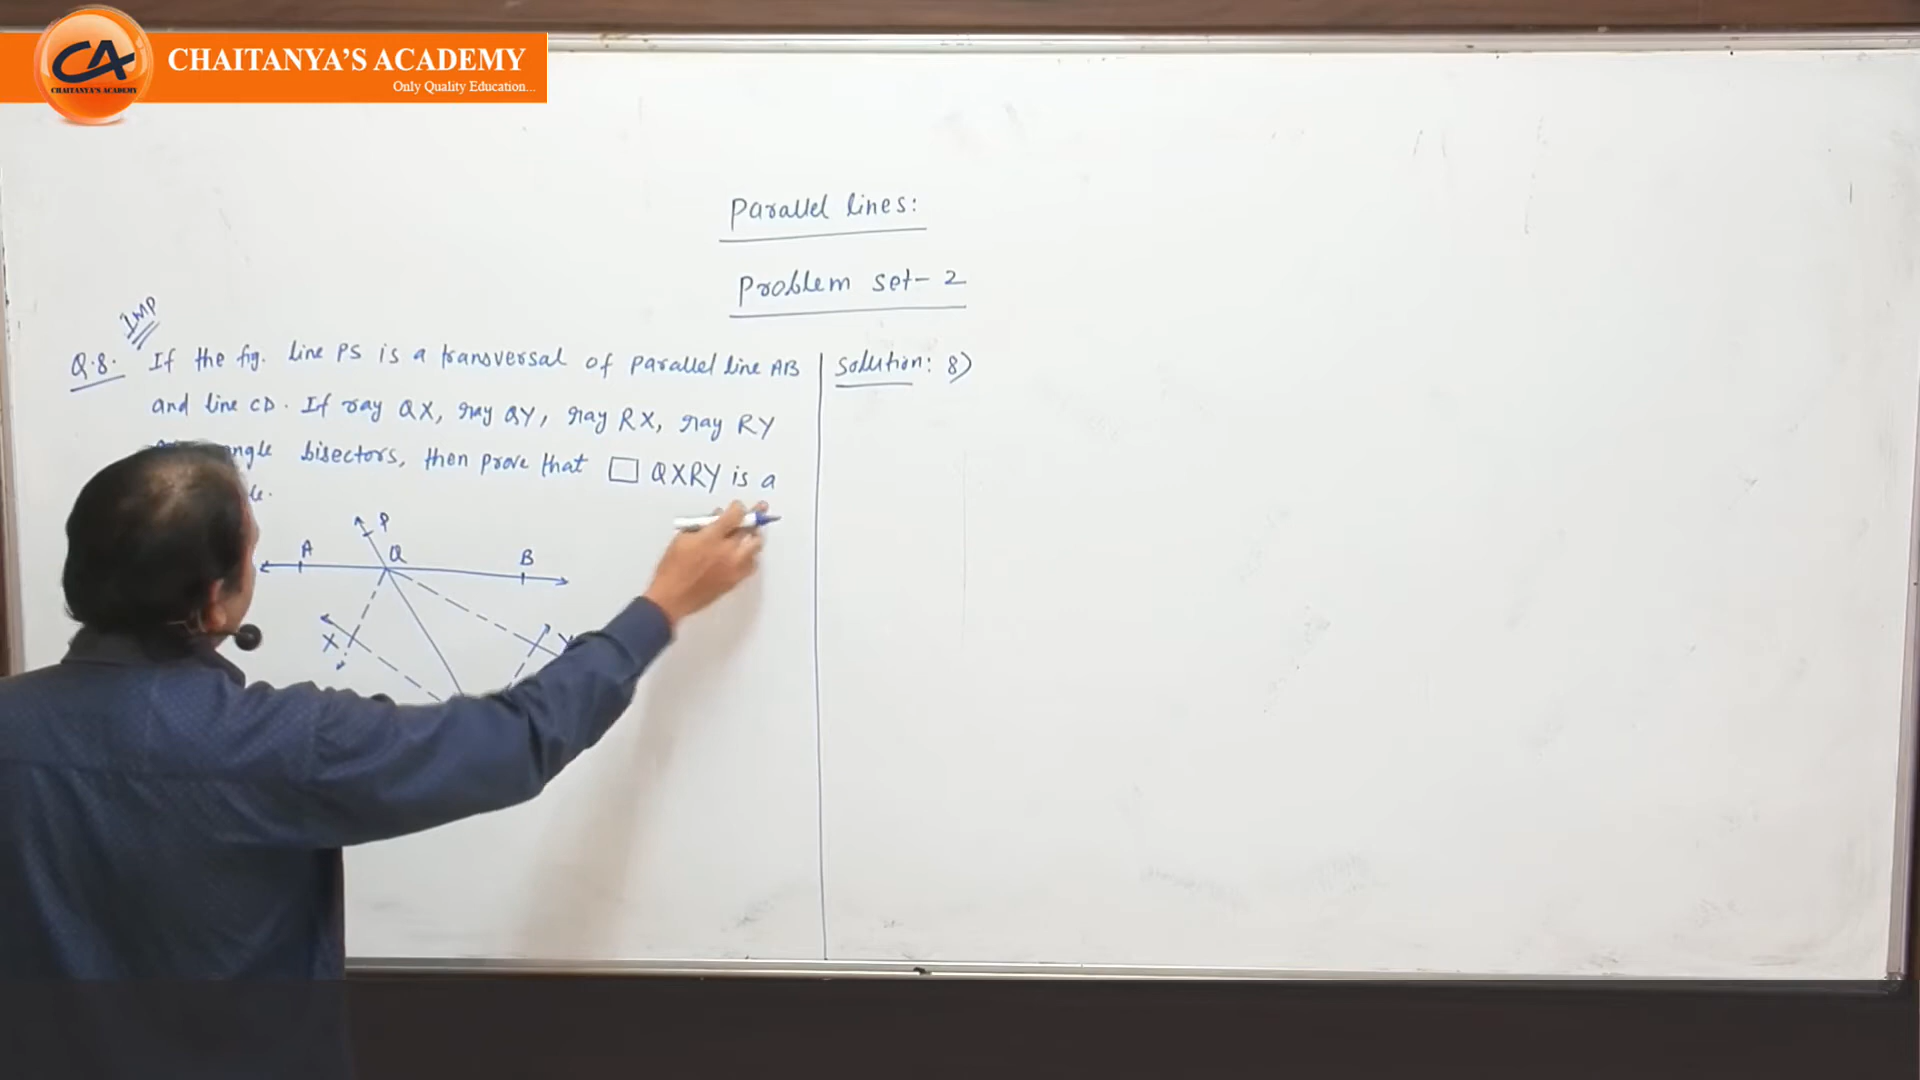 CHAITANYA'S ACADEMY
Only Quality Education...
CA
CHAITANYA'S ACADEMY
Parallel lines:
Problem set- 2
IMP
Q.8. If the fig. line PS is a transversal of parallel line AB
and line CD. If ray QX, ray QY, ray RX, ray RY
angle bisectors, then prove that □ QXRY is a
Solution: 8)
P
A
Q
B
X